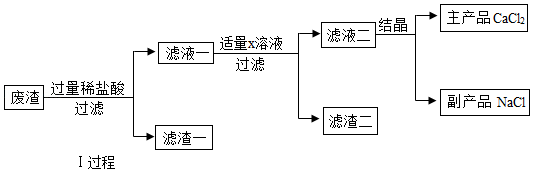 废渣
过量稀盐酸
过滤
滤液一
滤渣一
适量x溶液
过滤
滤液二
滤渣二
结晶
主产品 CaCl₂
副产品 NaCl
Ⅰ过程